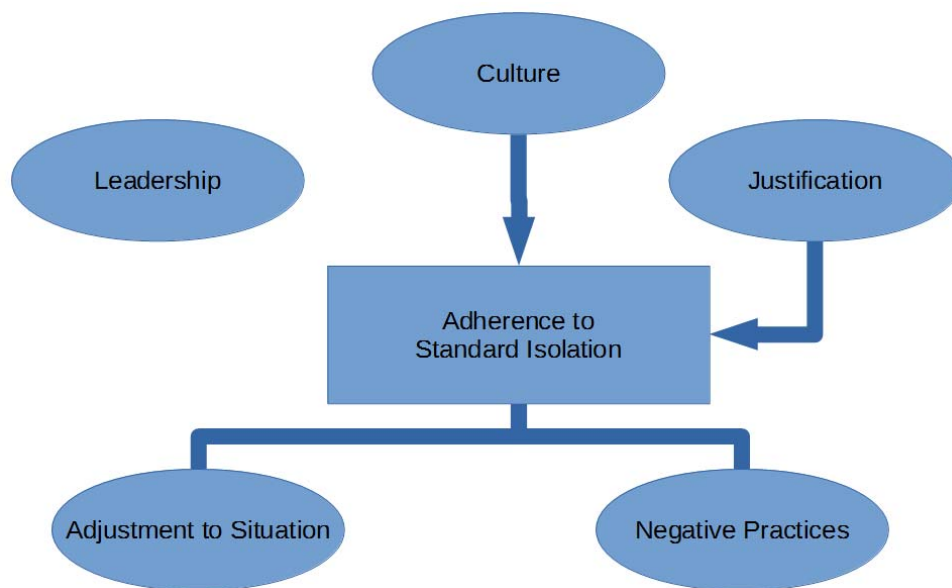 Culture
Leadership
Justification
Adherence to
Standard Isolation
Adjustment to Situation
Negative Practices